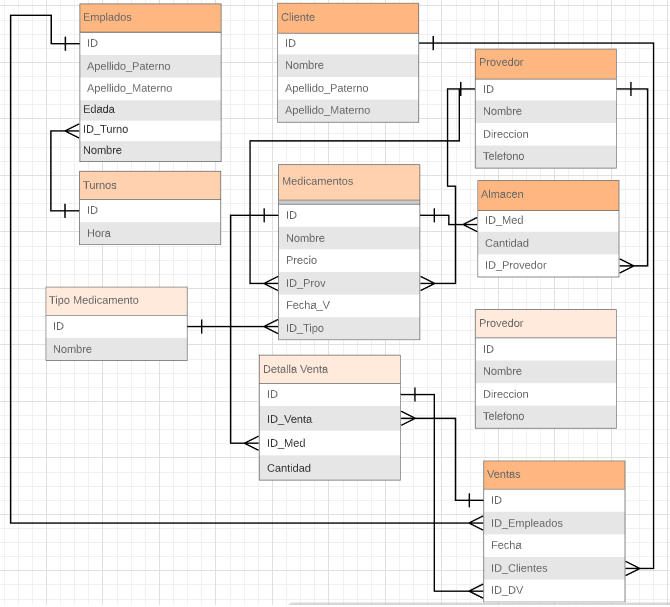 Emplados
ID
Apellido_Paterno
Apellido_Materno
Edada
ID_Turno
Nombre
Turnos
ID
Hora
Cliente
ID
Nombre
Apellido_Paterno
Apellido_Materno
Provedor
ID
Nombre
Direccion
Telefono
Medicamentos
ID
Nombre
Precio
ID_Prov
Fecha_V
ID_Tipo
Almacen
ID_Med
Cantidad
ID_Provedor
Tipo Medicamento
ID
Nombre
Provedor
ID
Nombre
Direccion
Telefono
Detalla Venta
ID
ID_Venta
ID_Med
Cantidad
Ventas
ID
ID_Empleados
Fecha
ID_Clientes
ID_DV